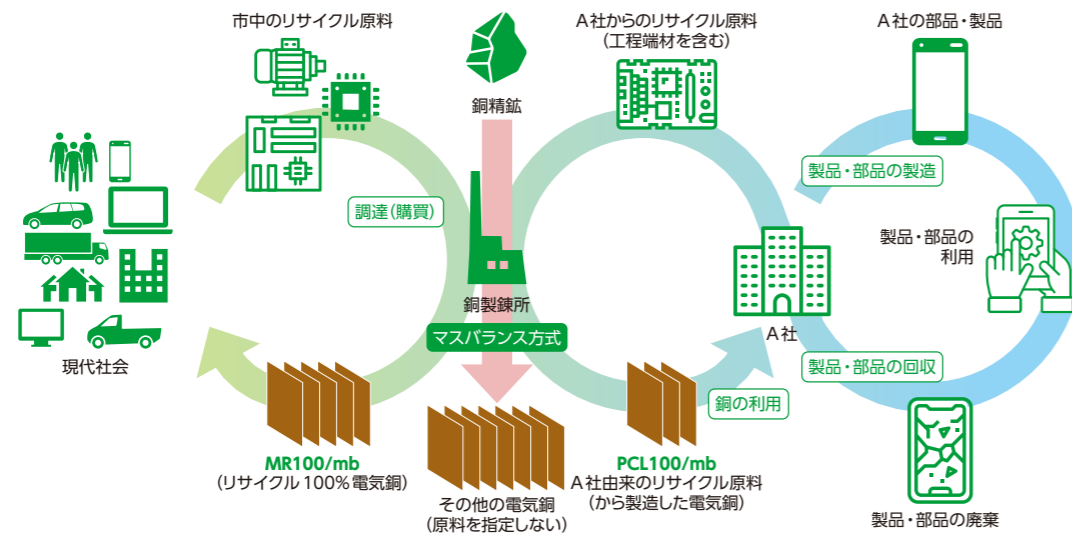 市中のリサイクル原料
銅精鉱
A社からのリサイクル原料
(工程端材を含む)
A社の部品・製品
製品・部品の製造
調達(購買)
製品・部品の
利用
銅製錬所
マスバランス方式
A社
現代社会
製品・部品の回収
銅の利用
MR100/mb
(リサイクル100%電気銅)
その他の電気銅
(原料を指定しない)
PCL100/mb
A社由来のリサイクル原料
(から製造した電気銅)
製品・部品の廃棄